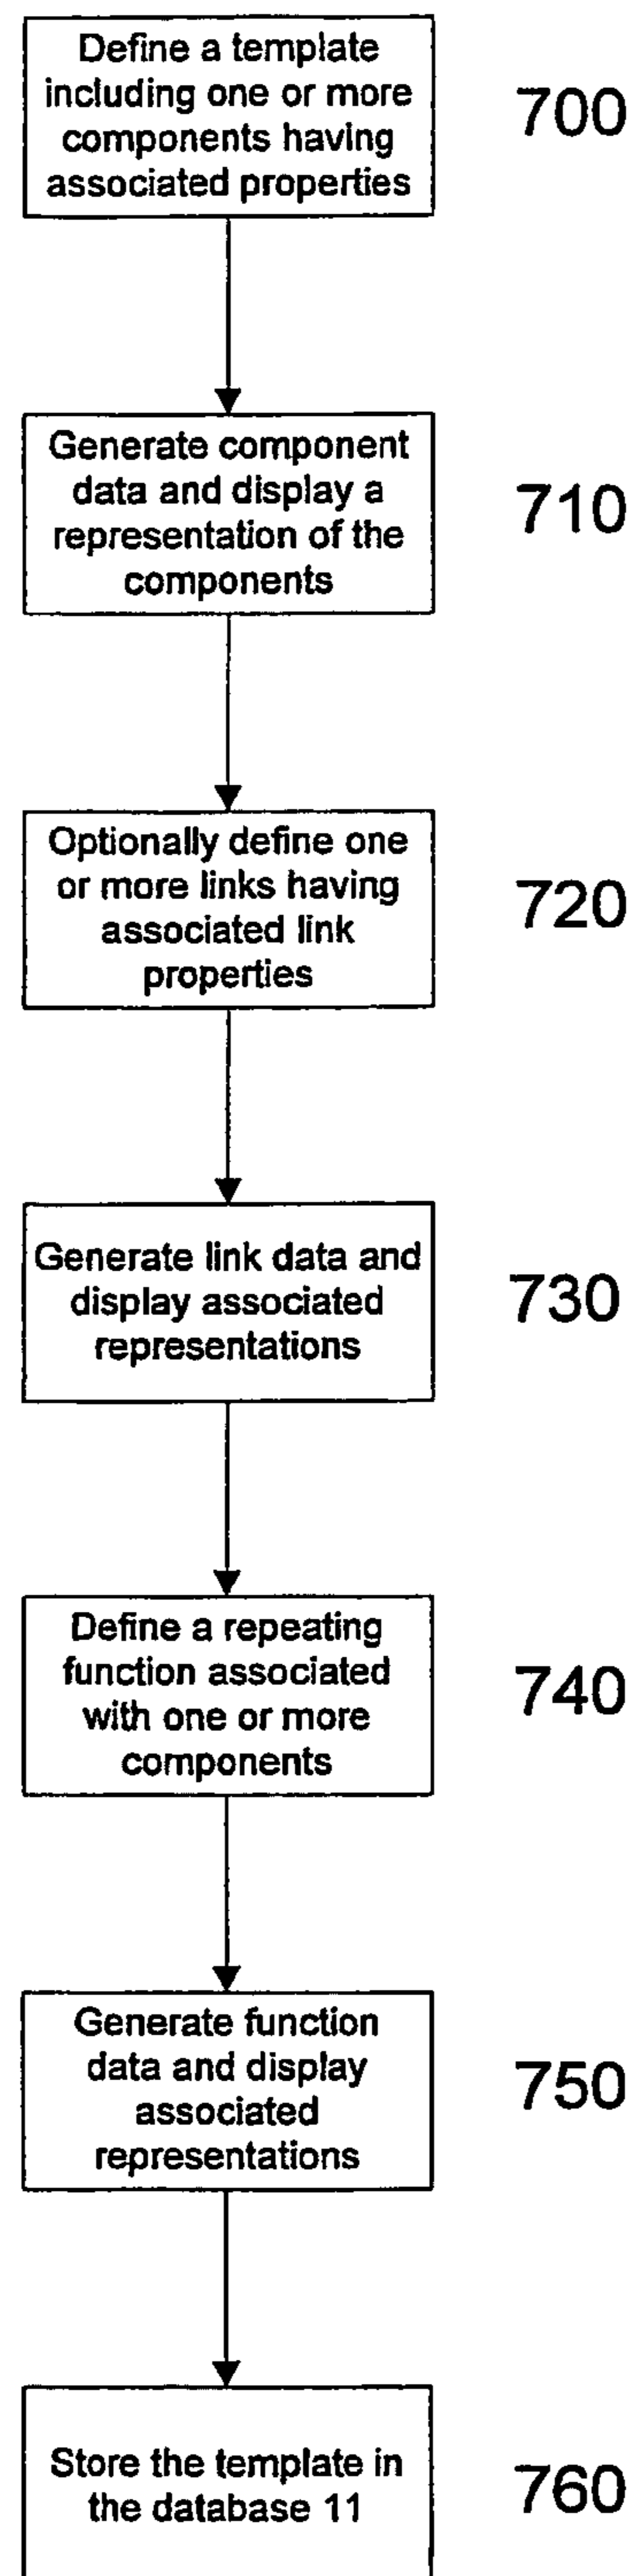 Define a template
including one or more
components having
associated properties
700
Generate component
data and display a
representation of the
components
710
Optionally define one
or more links having
associated link
properties
720
Generate link data and
display associated
representations
730
Define a repeating
function associated
with one or more
components
740
Generate function
data and display
associated
representations
750
Store the template in
the database 11
760